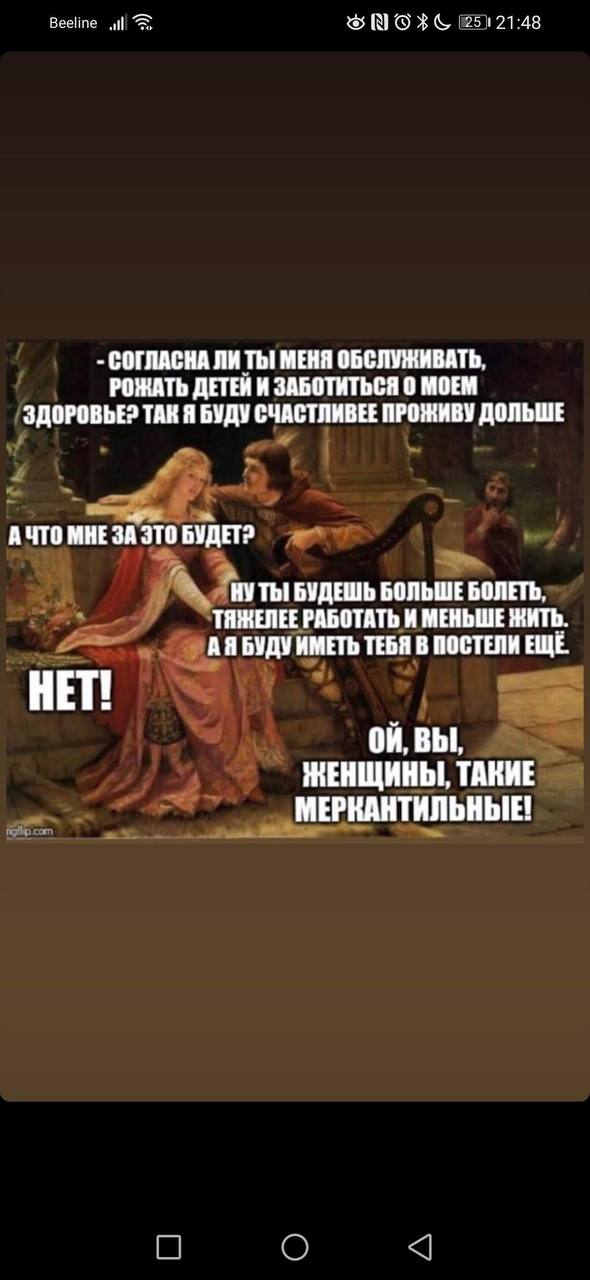 Beeline 25 21:48
- СОГЛАСНА ЛИ ТЫ МЕНЯ ОБСЛУЖИВАТЬ,
РОЖАТЬ ДЕТЕЙ И ЗАБОТИТЬСЯ О МОЕМ
ЗДОРОВЬЕ? ТАК Я БУДУ СЧАСТЛИВЕЕ ПРОЖИВУ ДОЛЬШЕ
А ЧТО МНЕ ЗА ЭТО БУДЕТ?
НУ ТЫ БУДЕШЬ БОЛЬШЕ БОЛЕТЬ,
ТЯЖЕЛЕЕ РАБОТАТЬ И МЕНЬШЕ ЖИТЬ.
А Я БУДУ ИМЕТЬ ТЕБЯ В ПОСТЕЛИ ЕЩЁ.
НЕТ!
ОЙ, ВЫ,
ЖЕНЩИНЫ, ТАКИЕ
МЕРКАНТИЛЬНЫЕ!
ngflip.com